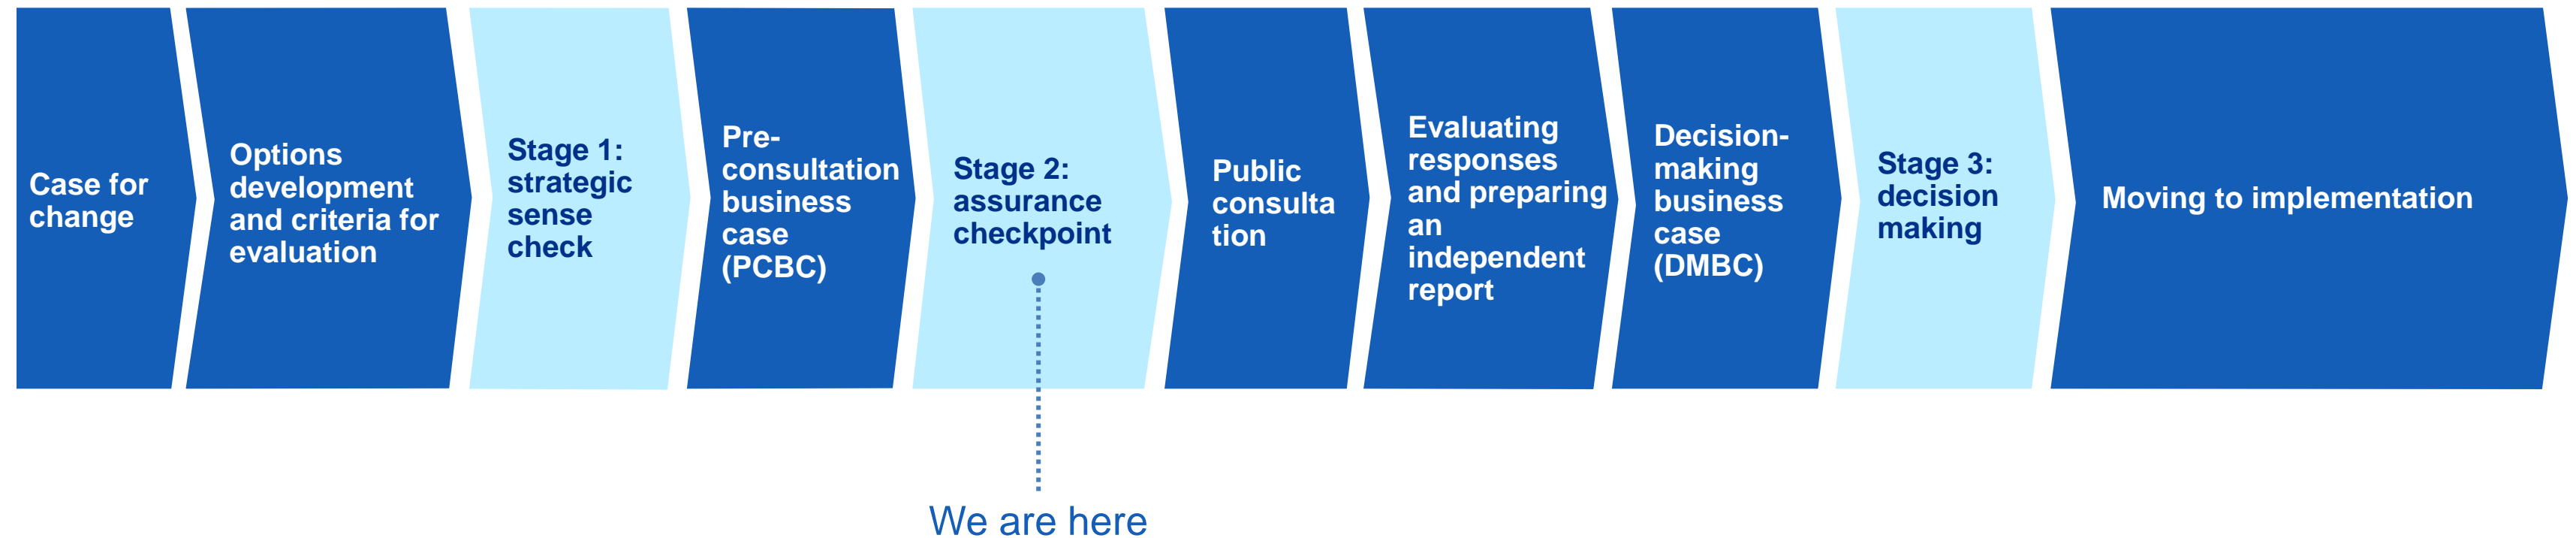 Case for
change
Options
development
and criteria for
evaluation
Stage 1:
strategic
sense
check
Pre-
consultation
business
case
(PCBC)
Stage 2:
assurance
checkpoint
Public
consulta
tion
Evaluating
responses
and preparing
an
independent
report
Decision-
making
business
case
(DMBC)
Stage 3:
decision
making
Moving to implementation
We are here